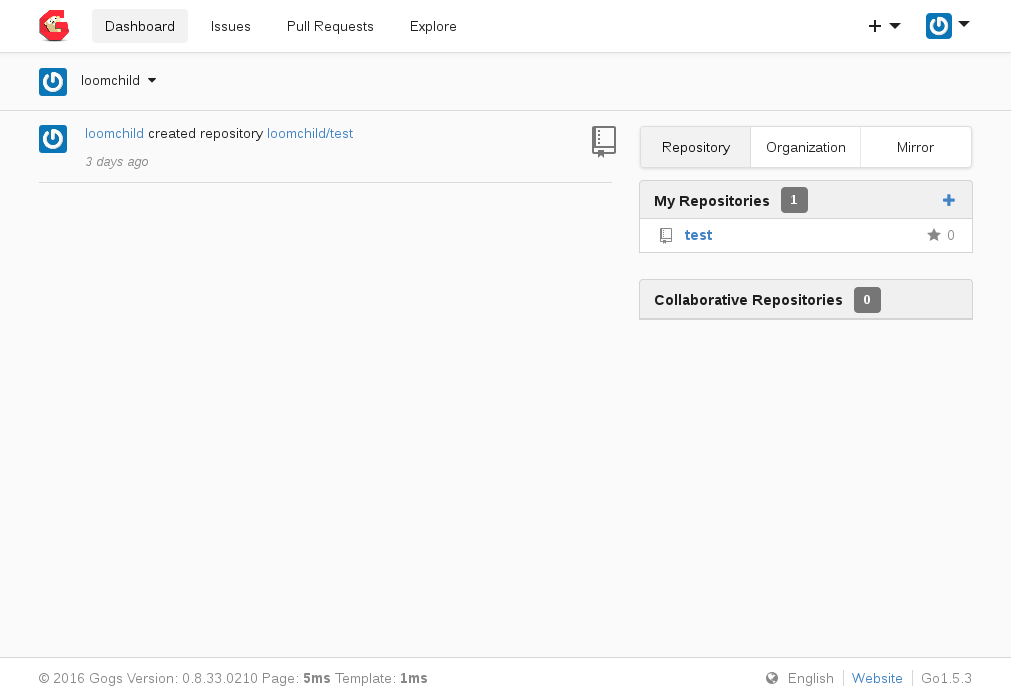 Dashboard Issues Pull Requests Explore
loomchild
loomchild created repository loomchild/test
3 days ago
Repository Organization Mirror
My Repositories 1
test 0
Collaborative Repositories 0
© 2016 Gogs Version: 0.8.33.0210 Page: 5ms Template: 1ms
English Website Go1.5.3